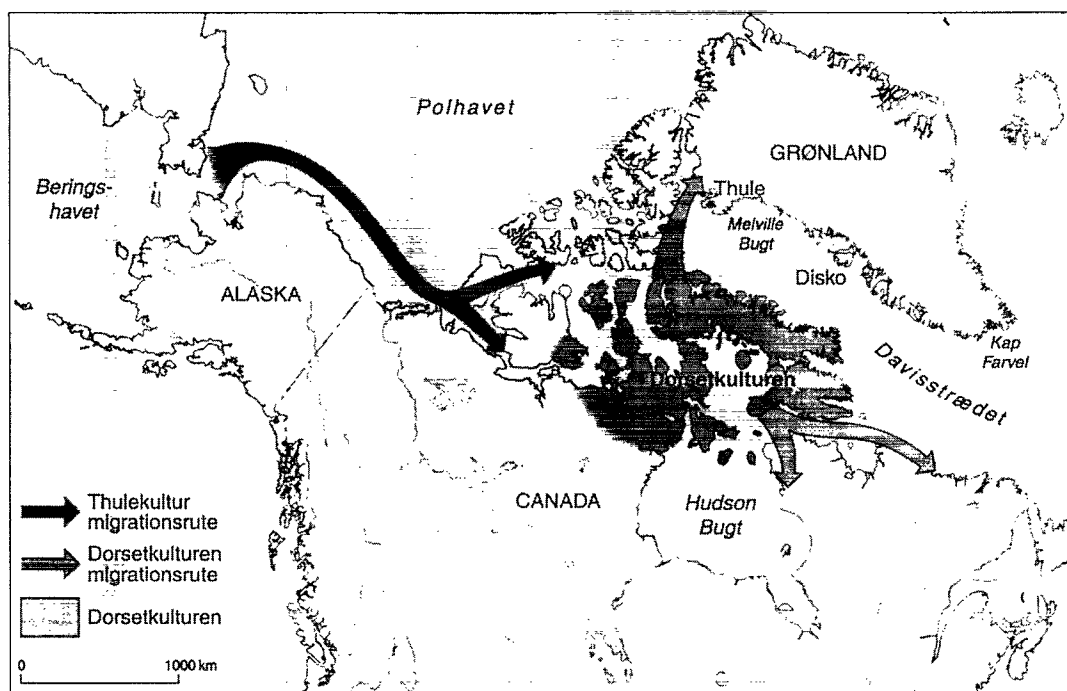 Polhavet
GRØNLAND
Berings-
havet
Thule
Melville
Bugt
Disko
ALASKA
Kap
Farvel
Davisstrædet
Dorsetkulturen
CANADA
Hudson
Bugt
Thulekultur
migrationsrute
Dorsetkulturen
migrationsrute
Dorsetkulturen
0 1000 km